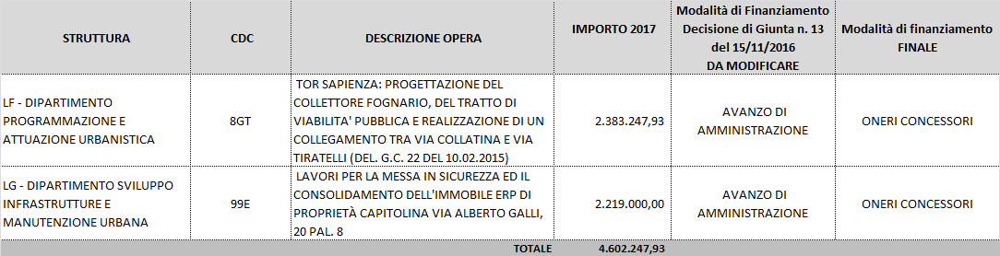 STRUTTURA
CDC
DESCRIZIONE OPERA
IMPORTO 2017
Modalità di Finanziamento
Decisione di Giunta n. 13
del 15/11/2016
DA MODIFICARE
Modalità di finanziamento
FINALE
LF - DIPARTIMENTO
PROGRAMMAZIONE E
ATTUAZIONE URBANISTICA
8GT
TOR SAPIENZA: PROGETTAZIONE DEL
COLLETTORE FOGNARIO, DEL TRATTO DI
VIABILITA' PUBBLICA E REALIZZAZIONE DI UN
COLLEGAMENTO TRA VIA COLLATINA E VIA
TIRATELLI (DEL. G.C. 22 DEL 10.02.2015)
2.383.247,93
AVANZO DI
AMMINISTRAZIONE
ONERI CONCESSORI
LG - DIPARTIMENTO SVILUPPO
INFRASTRUTTURE E
MANUTENZIONE URBANA
99E
LAVORI PER LA MESSA IN SICUREZZA ED IL
CONSOLIDAMENTO DELL'IMMOBILE ERP DI
PROPRIETÀ CAPITOLINA VIA ALBERTO GALLI,
20 PAL. 8
2.219.000,00
AVANZO DI
AMMINISTRAZIONE
ONERI CONCESSORI
TOTALE
4.602.247,93